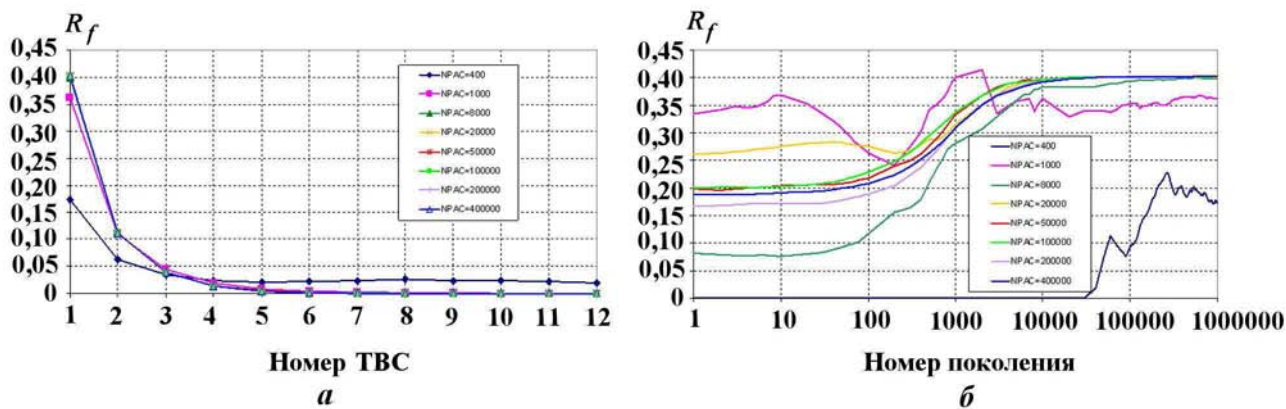 R_f
0,45
0,40
0,35
0,30
0,25
0,20
0,15
0,10
0,05
0
NPAC=400
NPAC=1000
NPAC=8000
NPAC=20000
NPAC=50000
NPAC=100000
NPAC=200000
NPAC=400000
1 2 3 4 5 6 7 8 9 10 11 12
Номер ТВС
а
R_f
0,45
0,40
0,35
0,30
0,25
0,20
0,15
0,10
0,05
0
NPAC=400
NPAC=1000
NPAC=8000
NPAC=20000
NPAC=50000
NPAC=100000
NPAC=200000
NPAC=400000
1 10 100 1000 10000 100000 1000000
Номер поколения
б